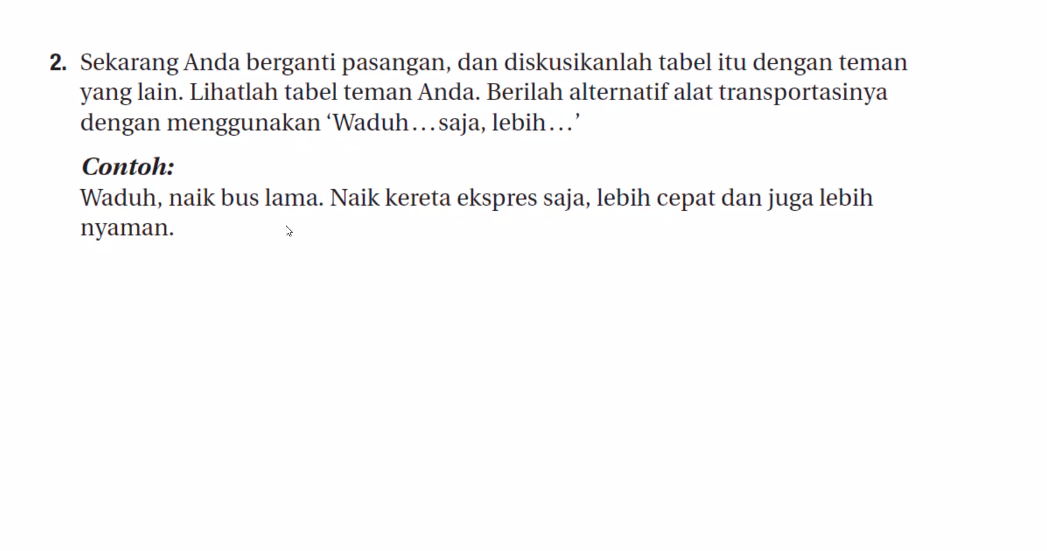 2. Sekarang Anda berganti pasangan, dan diskusikanlah tabel itu dengan teman
yang lain. Lihatlah tabel teman Anda. Berilah alternatif alat transportasinya
dengan menggunakan ‘Waduh...saja, lebih...’
Contoh:
Waduh, naik bus lama. Naik kereta ekspres saja, lebih cepat dan juga lebih
nyaman.